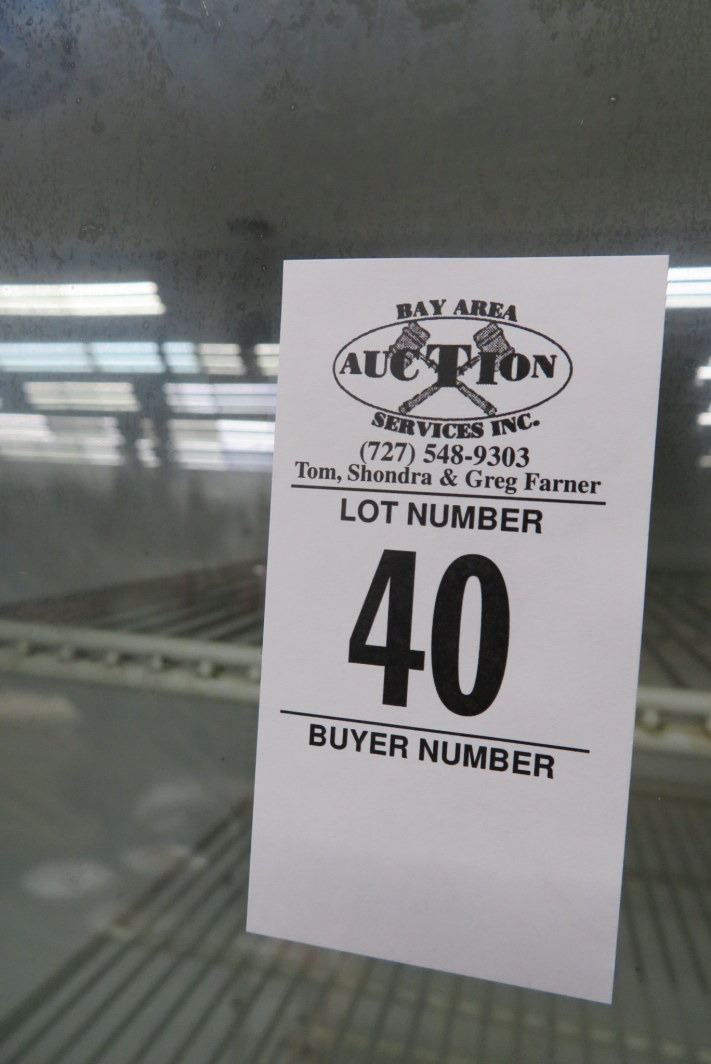 BAY AREA
AUCTION
SERVICES INC.
(727) 548-9303
Tom, Shondra & Greg Farner
LOT NUMBER
40
BUYER NUMBER